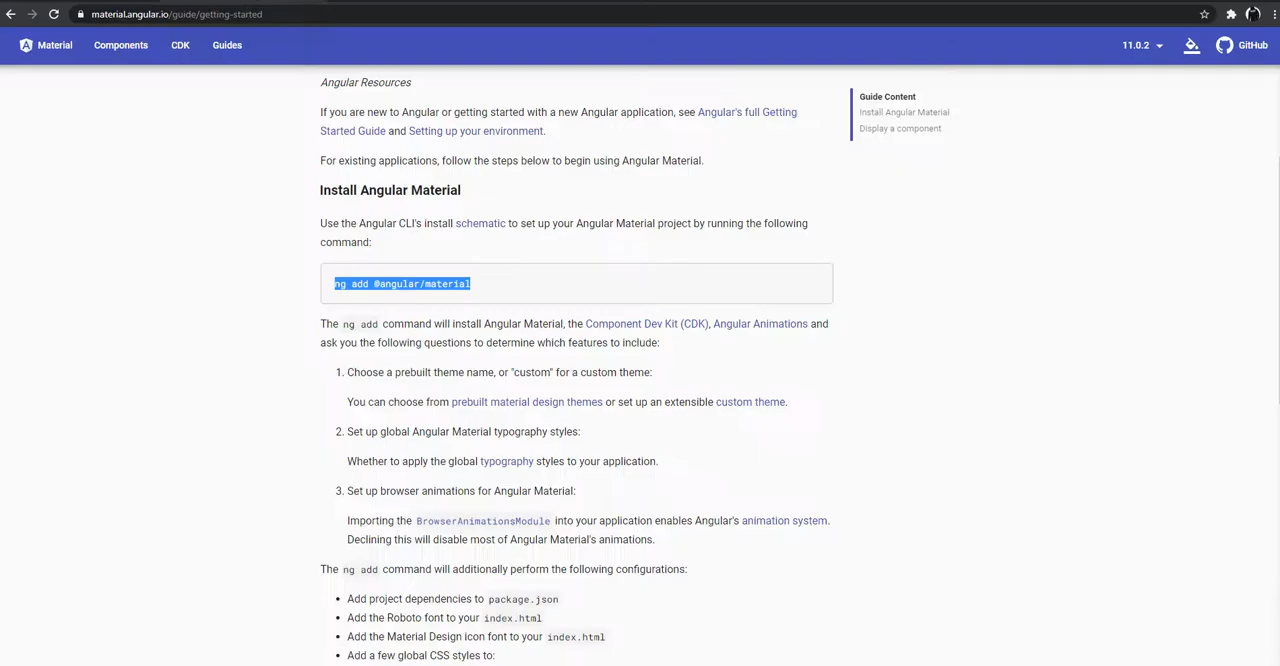 material.angular.io/guide/getting-started
Material Components CDK Guides 11.0.2 GitHub
Angular Resources
If you are new to Angular or getting started with a new Angular application, see Angular's full Getting
Started Guide and Setting up your environment.
For existing applications, follow the steps below to begin using Angular Material.
Guide Content
Install Angular Material
Display a component
Install Angular Material
Use the Angular CLI's install schematic to set up your Angular Material project by running the following
command:
ng add @angular/material
The ng add command will install Angular Material, the Component Dev Kit (CDK), Angular Animations and
ask you the following questions to determine which features to include:
1. Choose a prebuilt theme name, or "custom" for a custom theme:
You can choose from prebuilt material design themes or set up an extensible custom theme.
2. Set up global Angular Material typography styles:
Whether to apply the global typography styles to your application.
3. Set up browser animations for Angular Material:
Importing the BrowserAnimationsModule into your application enables Angular's animation system.
Declining this will disable most of Angular Material's animations.
The ng add command will additionally perform the following configurations:
• Add project dependencies to package.json
• Add the Roboto font to your index.html
• Add the Material Design icon font to your index.html
• Add a few global CSS styles to: